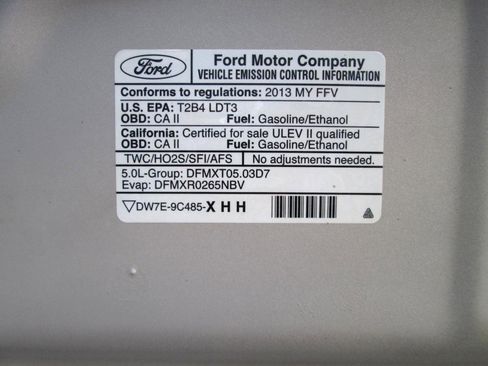 Ford
Ford Motor Company
VEHICLE EMISSION CONTROL INFORMATION
Conforms to regulations: 2013 MY FFV
U.S. EPA: T2B4 LDT3
OBD: CA II Fuel: Gasoline/Ethanol
California: Certified for sale ULEV II qualified
OBD: CA II Fuel: Gasoline/Ethanol
TWC/HO2S/SFI/AFS No adjustments needed.
5.0L-Group: DFMXT05.03D7
Evap: DFMXR0265NBV
DW7E-9C485-XHH